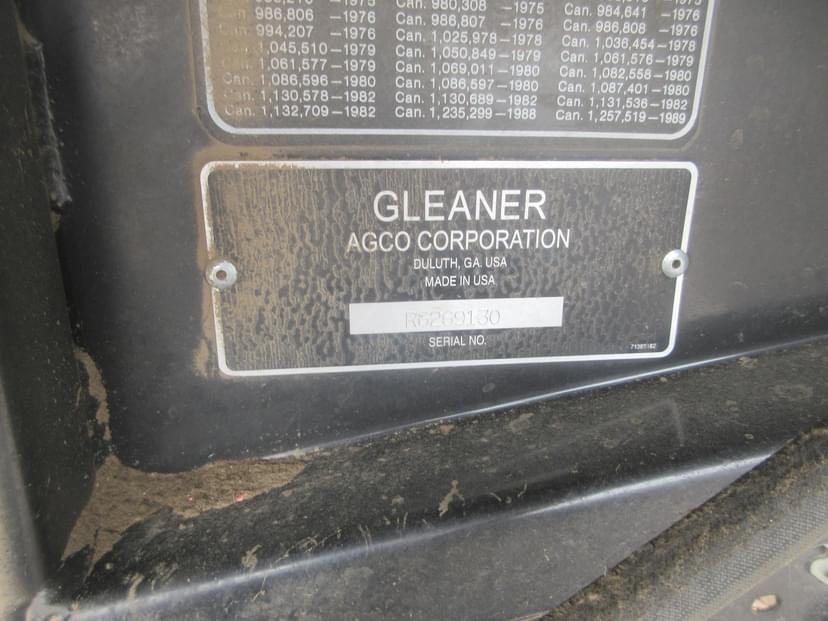 1975 Can. 980,308 —1975
986,806 —1976 Can. 986,807 —1976 Can. 984,641 —1976
994,207 —1976 Can. 1,025,978 —1978 Can. 986,808 —1976
1,045,510 —1979 Can. 1,050,849 —1979 Can. 1,036,454 —1978
Can. 1,061,577 —1979 Can. 1,069,011 —1980 Can. 1,061,576 —1979
Can. 1,086,596 —1980 Can. 1,086,597 —1980 Can. 1,082,558 —1980
Can. 1,130,578 —1982 Can. 1,130,689 —1982 Can. 1,087,401 —1980
Can. 1,132,709 —1982 Can. 1,235,299 —1988 Can. 1,131,536 —1982
Can. 1,257,519 —1989
GLEANER
AGCO CORPORATION
DULUTH, GA. USA
MADE IN USA
R6269130
SERIAL NO.